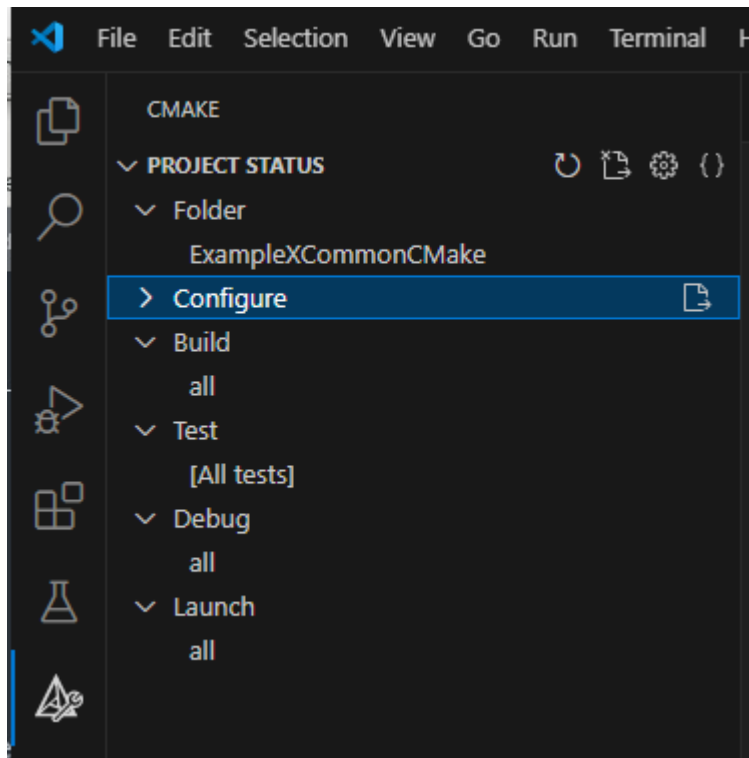 File Edit Selection View Go Run Terminal
CMAKE
PROJECT STATUS
Folder
ExampleXCommonCMake
Configure
Build
all
Test
[All tests]
Debug
all
Launch
all